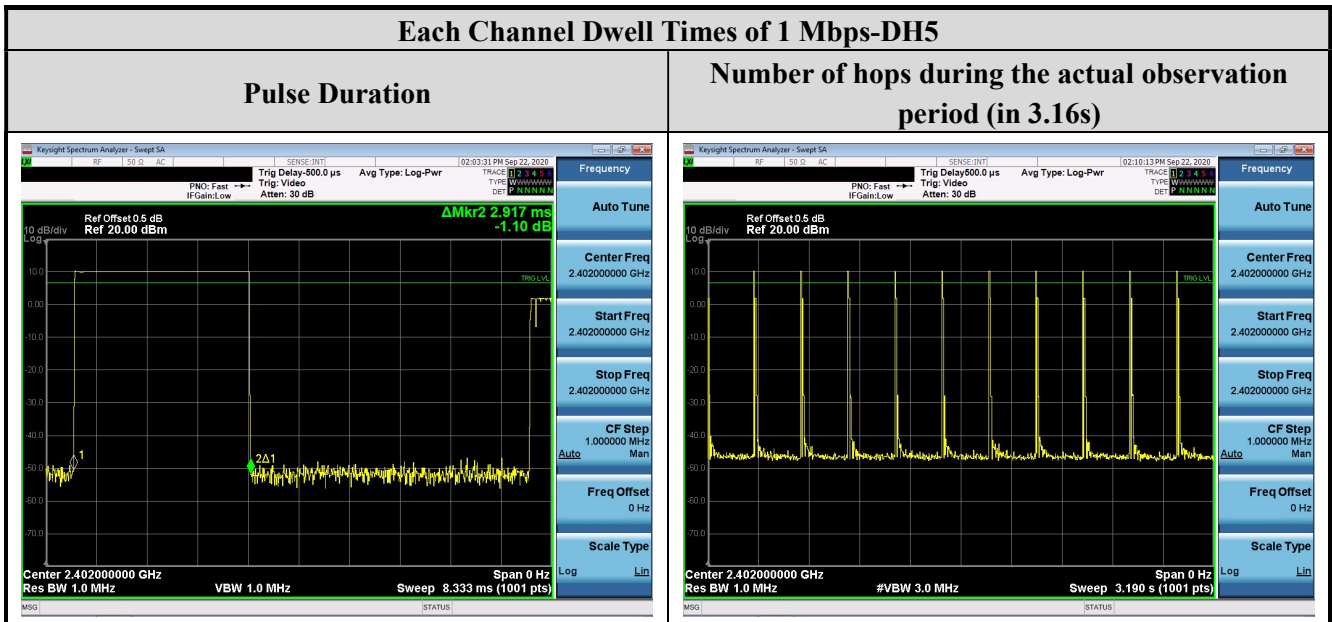 Each Channel Dwell Times of 1 Mbps-DH5
Pulse Duration
Number of hops during the actual observation
period (in 3.16s)
Keysight Spectrum Analyzer - Swept SA
RF 50 Ω AC SENSE:INT 02:03:31 PM Sep 22, 2020
Trig Delay-500.0 µs Avg Type: Log-Pwr TRACE 1 2 3 4 5 6
PNO: Fast Trig: Video TYPE WWWWWW
IFGain:Low Atten: 30 dB DET P N N N N N
Frequency
ΔMkr2 2.917 ms
-1.10 dB
Ref Offset 0.5 dB
10 dB/div Ref 20.00 dBm
Log
10.0
TRIG LVL
0.00
-10.0
-20.0
-30.0
-40.0
-50.0
-60.0
-70.0
1
2Δ1
Center 2.402000000 GHz Span 0 Hz
Res BW 1.0 MHz VBW 1.0 MHz Sweep 8.333 ms (1001 pts)
MSG STATUS
Auto Tune
Center Freq
2.402000000 GHz
Start Freq
2.402000000 GHz
Stop Freq
2.402000000 GHz
CF Step
1.000000 MHz
Auto Man
Freq Offset
0 Hz
Scale Type
Log Lin
Keysight Spectrum Analyzer - Swept SA
RF 50 Ω AC SENSE:INT 02:10:13 PM Sep 22, 2020
Trig Delay-500.0 µs Avg Type: Log-Pwr TRACE 1 2 3 4 5 6
PNO: Fast Trig: Video TYPE WWWWWW
IFGain:Low Atten: 30 dB DET P N N N N N
Frequency
Ref Offset 0.5 dB
10 dB/div Ref 20.00 dBm
Log
10.0
TRIG LVL
0.00
-10.0
-20.0
-30.0
-40.0
-50.0
-60.0
-70.0
Center 2.402000000 GHz Span 0 Hz
Res BW 1.0 MHz #VBW 3.0 MHz Sweep 3.190 s (1001 pts)
MSG STATUS
Auto Tune
Center Freq
2.402000000 GHz
Start Freq
2.402000000 GHz
Stop Freq
2.402000000 GHz
CF Step
1.000000 MHz
Auto Man
Freq Offset
0 Hz
Scale Type
Log Lin